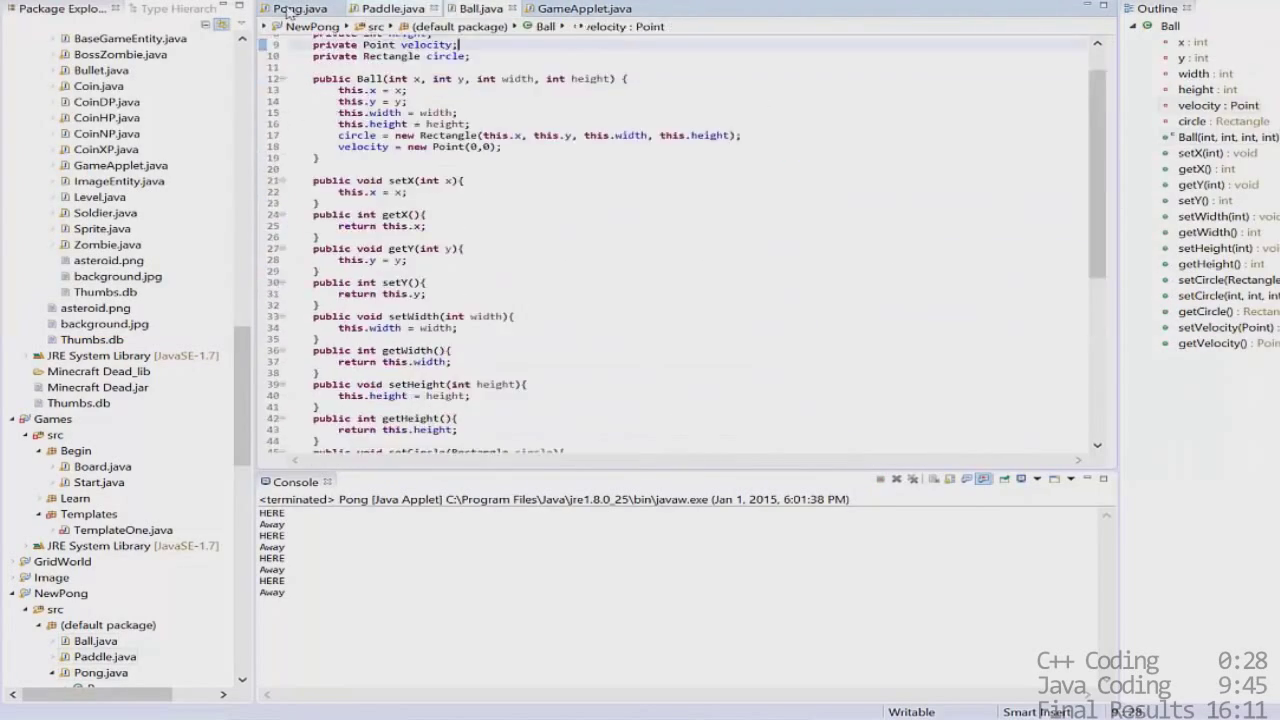 Package Explo...
Type Hierarch
BaseGameEntity.java
BossZombie.java
Bullet.java
Coin.java
CoinDP.java
CoinHP.java
CoinNP.java
CoinXP.java
GameApplet.java
ImageEntity.java
Level.java
Soldier.java
Sprite.java
Zombie.java
asteroid.png
background.jpg
Thumbs.db
asteroid.png
background.jpg
Thumbs.db
JRE System Library [JavaSE-1.7]
Minecraft Dead_lib
Minecraft Dead.jar
Thumbs.db
Games
src
Begin
Board.java
Start.java
Learn
Templates
TemplateOne.java
JRE System Library [JavaSE-1.7]
GridWorld
Image
NewPong
src
(default package)
Ball.java
Paddle.java
Pong.java
Pong.java Paddle.java Ball.java GameApplet.java
NewPong src (default package) Ball velocity : Point
private int height;
9 private Point velocity;
10 private Rectangle circle;
11
12 public Ball(int x, int y, int width, int height) {
13 this.x = x;
14 this.y = y;
15 this.width = width;
16 this.height = height;
17 circle = new Rectangle(this.x, this.y, this.width, this.height);
18 velocity = new Point(0,0);
19 }
20
21 public void setX(int x){
22 this.x = x;
23 }
24 public int getX(){
25 return this.x;
26 }
27 public void getY(int y){
28 this.y = y;
29 }
30 public int setY(){
31 return this.y;
32 }
33 public void setWidth(int width){
34 this.width = width;
35 }
36 public int getWidth(){
37 return this.width;
38 }
39 public void setHeight(int height){
40 this.height = height;
41 }
42 public int getHeight(){
43 return this.height;
44 }
45 public void setCircle(Rectangle circle){
Console
<terminated> Pong [Java Applet] C:\Program Files\Java\jre1.8.0_25\bin\javaw.exe (Jan 1, 2015, 6:01:38 PM)
HERE
Away
HERE
Away
HERE
Away
HERE
Away
Outline
Ball
x : int
y : int
width : int
height : int
velocity : Point
circle : Rectangle
Ball(int, int, int, int)
setX(int) : void
getX() : int
getY(int) : void
setY() : int
setWidth(int) : void
getWidth() : int
setHeight(int) : void
getHeight() : int
setCircle(Rectangle
setCircle(int, int, int
getCircle() : Rectang
setVelocity(Point) :
getVelocity() : Point
C++ Coding 0:28
Java Coding 9:45
Final Results 16:11
Writable Smart Insert